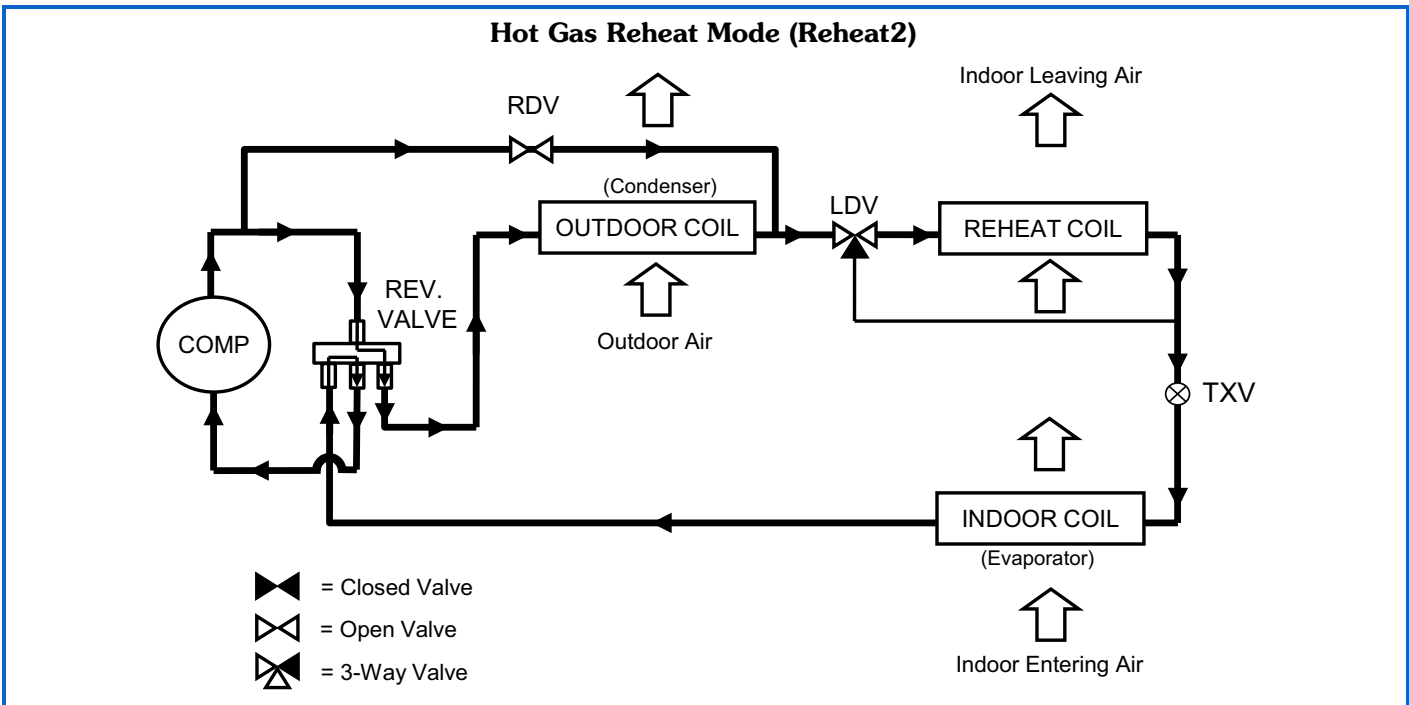 Hot Gas Reheat Mode (Reheat2)
Indoor Leaving Air
RDV
(Condenser)
OUTDOOR COIL
LDV
REHEAT COIL
REV.
VALVE
COMP
Outdoor Air
TXV
INDOOR COIL
(Evaporator)
= Closed Valve
= Open Valve
= 3-Way Valve
Indoor Entering Air